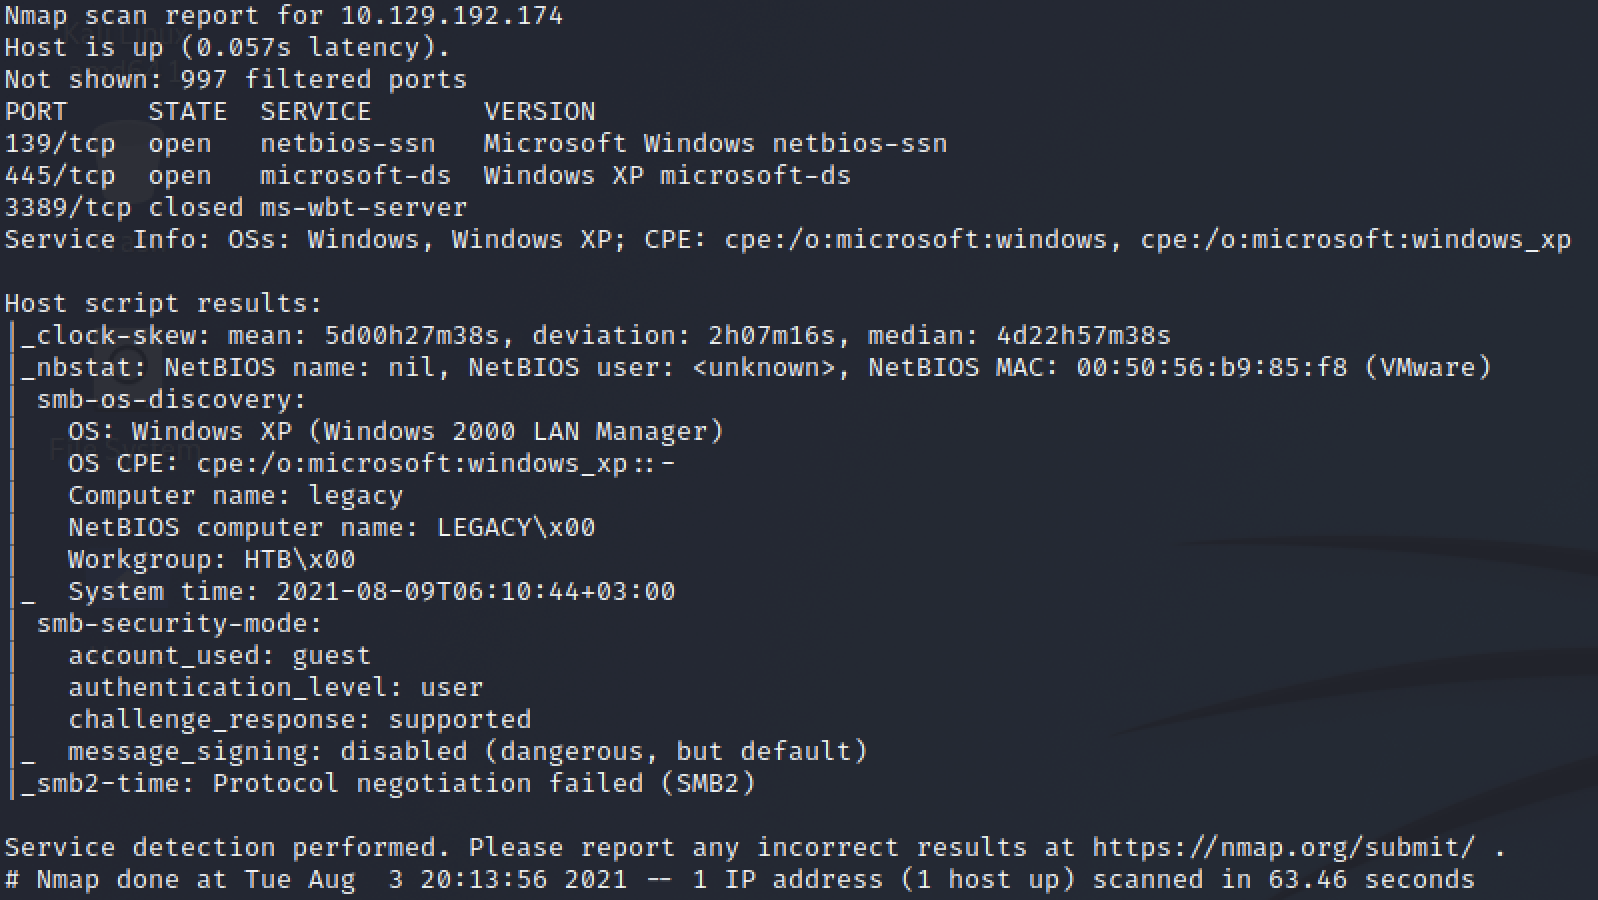 Nmap scan report for 10.129.192.174
Host is up (0.057s latency).
Not shown: 997 filtered ports
PORT     STATE  SERVICE       VERSION
139/tcp  open   netbios-ssn   Microsoft Windows netbios-ssn
445/tcp  open   microsoft-ds  Windows XP microsoft-ds
3389/tcp closed ms-wbt-server
Service Info: OSs: Windows, Windows XP; CPE: cpe:/o:microsoft:windows, cpe:/o:microsoft:windows_xp

Host script results:
|_clock-skew: mean: 5d00h27m38s, deviation: 2h07m16s, median: 4d22h57m38s
|_nbstat: NetBIOS name: nil, NetBIOS user: <unknown>, NetBIOS MAC: 00:50:56:b9:85:f8 (VMware)
| smb-os-discovery:
|   OS: Windows XP (Windows 2000 LAN Manager)
|   OS CPE: cpe:/o:microsoft:windows_xp::-
|   Computer name: legacy
|   NetBIOS computer name: LEGACY\x00
|   Workgroup: HTB\x00
|_  System time: 2021-08-09T06:10:44+03:00
| smb-security-mode:
|   account_used: guest
|   authentication_level: user
|   challenge_response: supported
|_  message_signing: disabled (dangerous, but default)
|_smb2-time: Protocol negotiation failed (SMB2)

Service detection performed. Please report any incorrect results at https://nmap.org/submit/ .
# Nmap done at Tue Aug  3 20:13:56 2021 -- 1 IP address (1 host up) scanned in 63.46 seconds